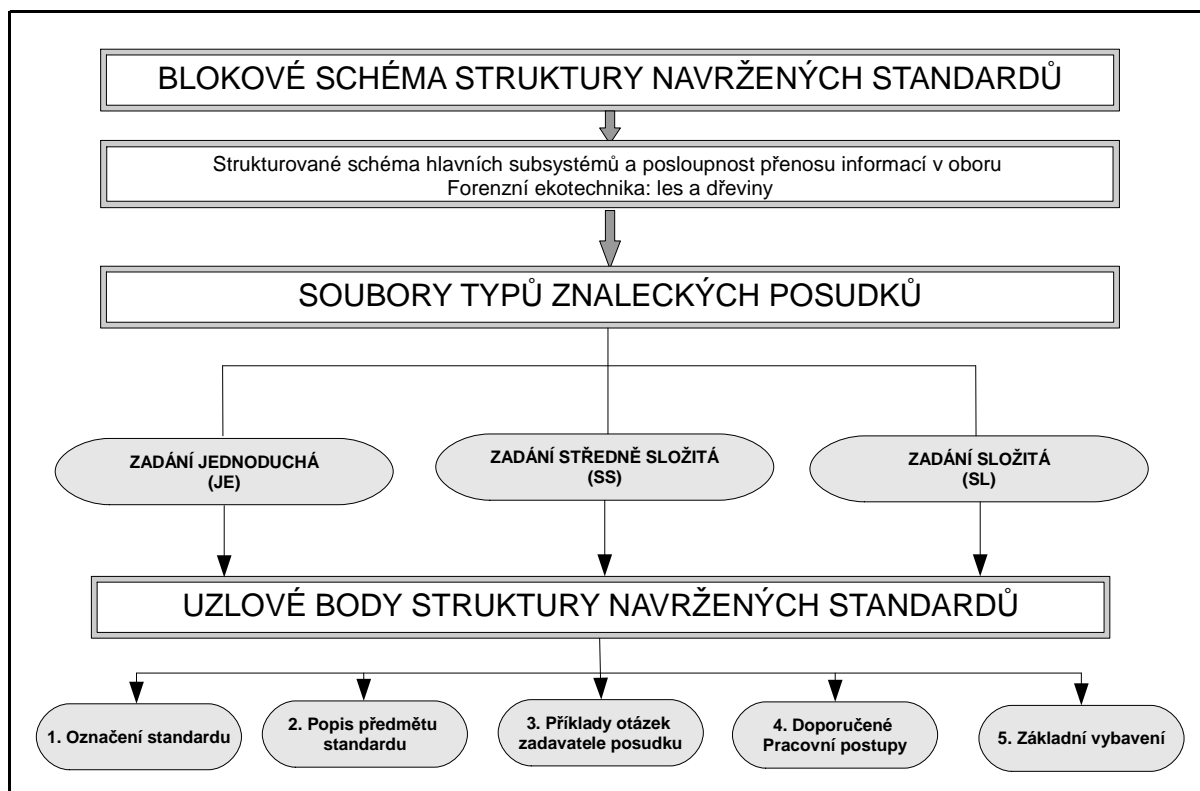 BLOKOVÉ SCHÉMA STRUKTURY NAVRŽENÝCH STANDARDŮ
Strukturované schéma hlavních subsystémů a posloupnost přenosu informací v oboru
Forenzní ekotechnika: les a dřeviny
SOUBORY TYPŮ ZNALECKÝCH POSUDKŮ
ZADÁNÍ JEDNODUCHÁ
(JE)
ZADÁNÍ STŘEDNĚ SLOŽITÁ
(SS)
ZADÁNÍ SLOŽITÁ
(SL)
UZLOVÉ BODY STRUKTURY NAVRŽENÝCH STANDARDŮ
1. Označení standardu
2. Popis předmětu
standardu
3. Příklady otázek
zadavatele posudku
4. Doporučené
Pracovní postupy
5. Základní vybavení